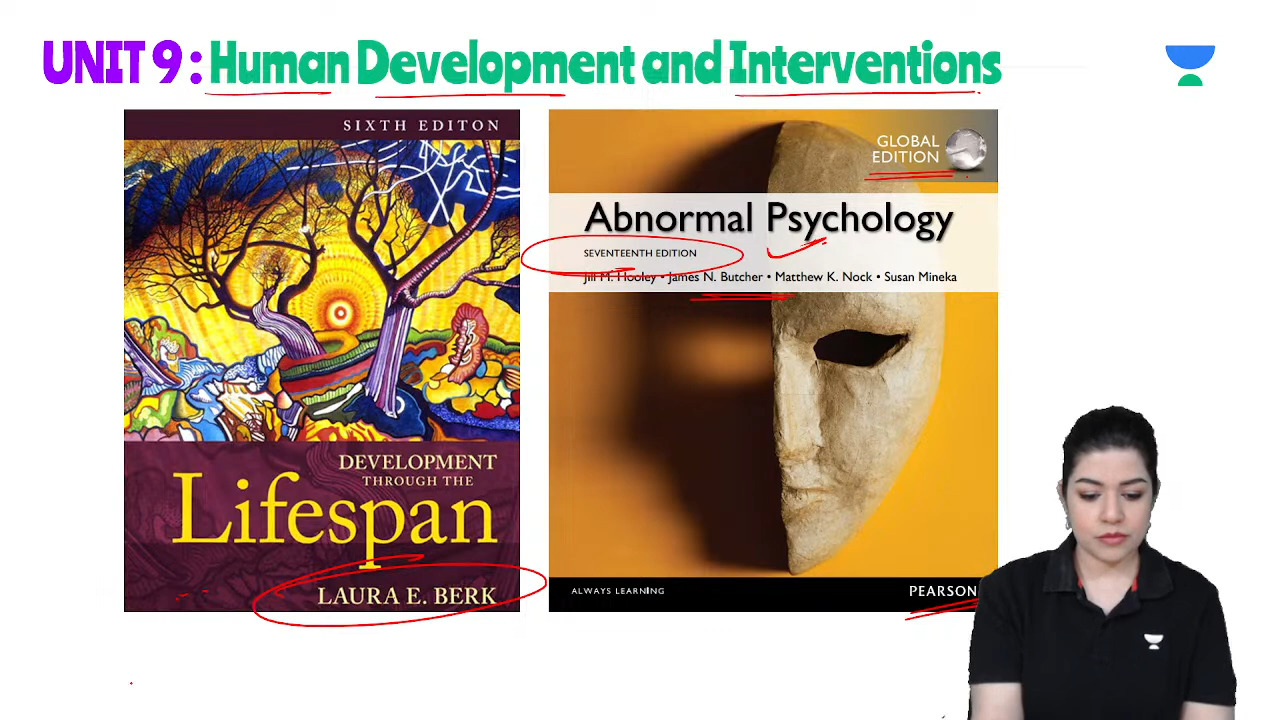 UNIT 9 : Human Development and Interventions
SIXTH EDITON
DEVELOPMENT
THROUGH THE
Lifespan
LAURA E. BERK
GLOBAL
EDITION
Abnormal Psychology
SEVENTEENTH EDITION
Jill M. Hooley • James N. Butcher • Matthew K. Nock • Susan Mineka
ALWAYS LEARNING
PEARSON